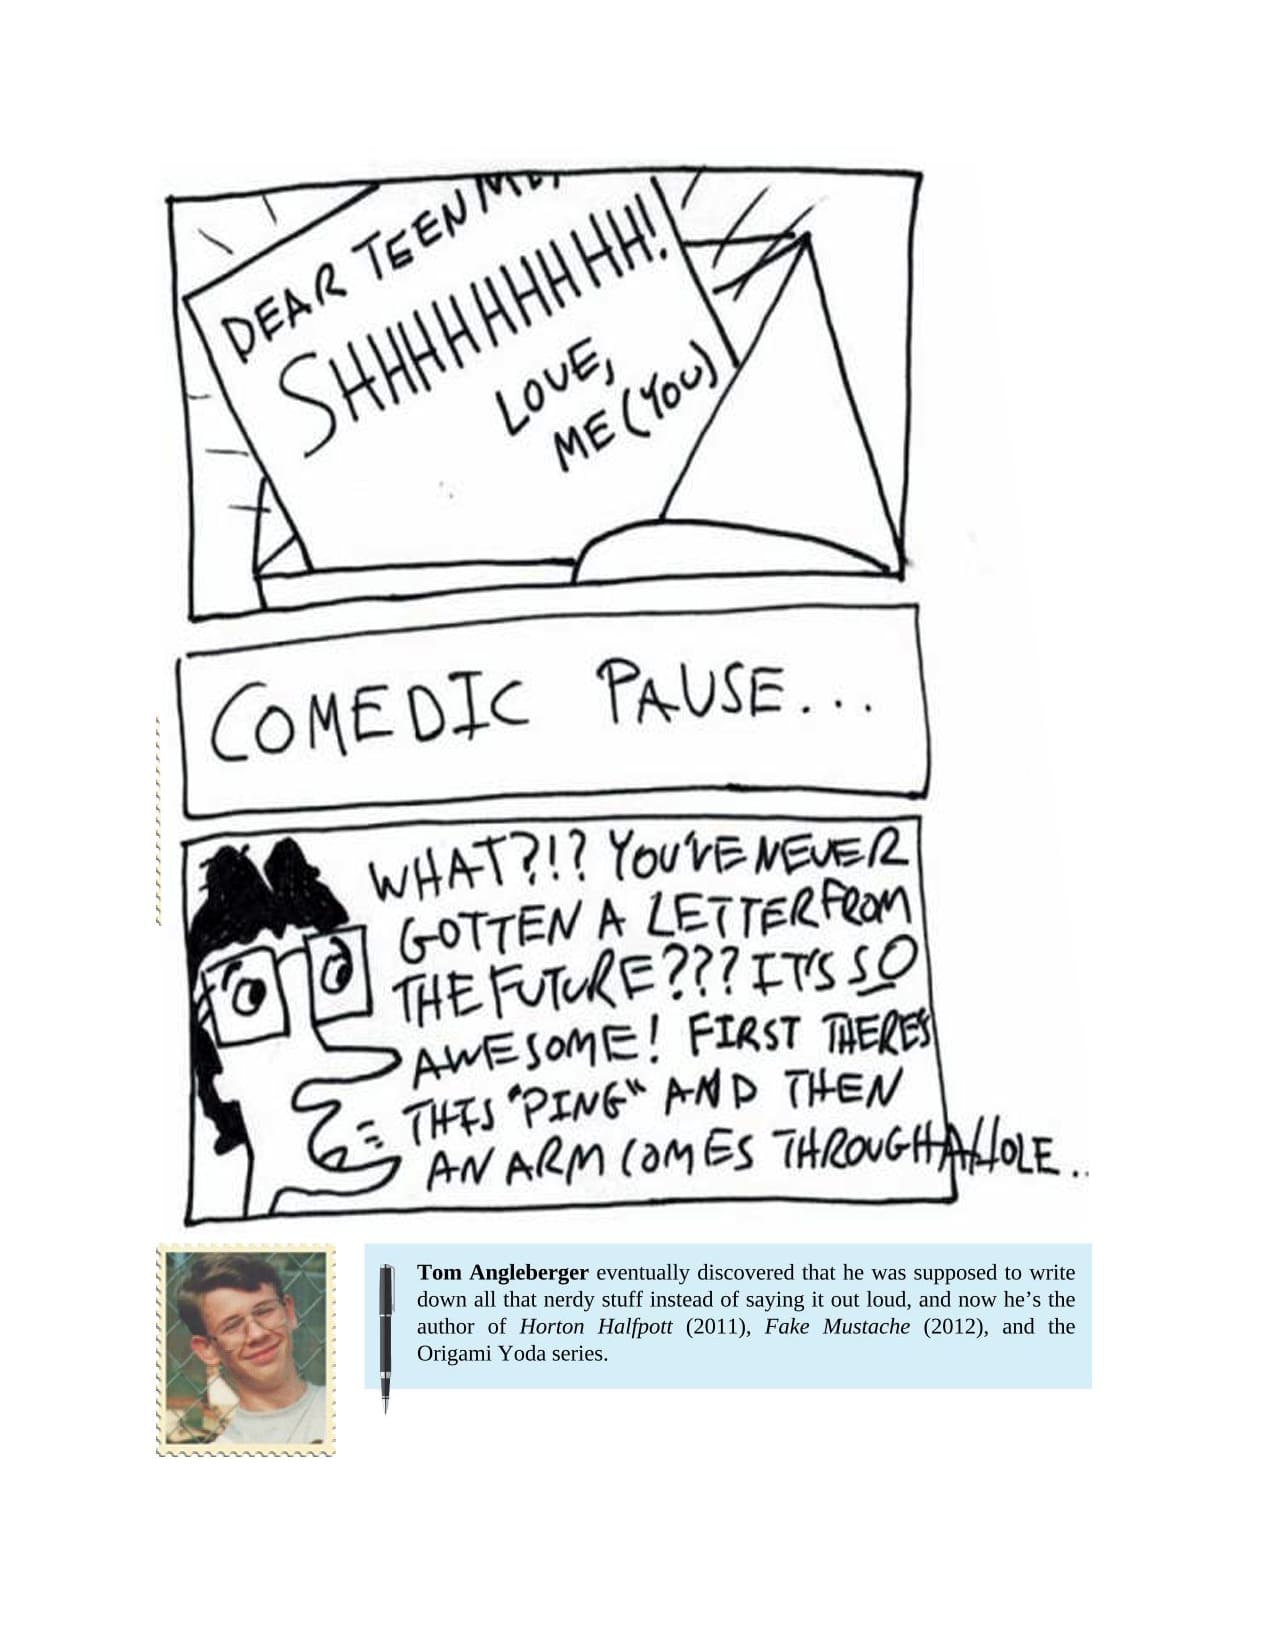 DEAR TEEN ME,
SHHHHHHHHH!
LOVE,
ME (YOU)
COMEDIC PAUSE...
WHAT?!? YOU'VE NEVER
GOTTEN A LETTER FROM
THE FUTURE??? IT'S SO
AWESOME! FIRST THERE'S
THIS "PING" AND THEN
AN ARM COMES THROUGH A HOLE..
Tom Angleberger eventually discovered that he was supposed to write
down all that nerdy stuff instead of saying it out loud, and now he’s the
author of Horton Halfpott (2011), Fake Mustache (2012), and the
Origami Yoda series.